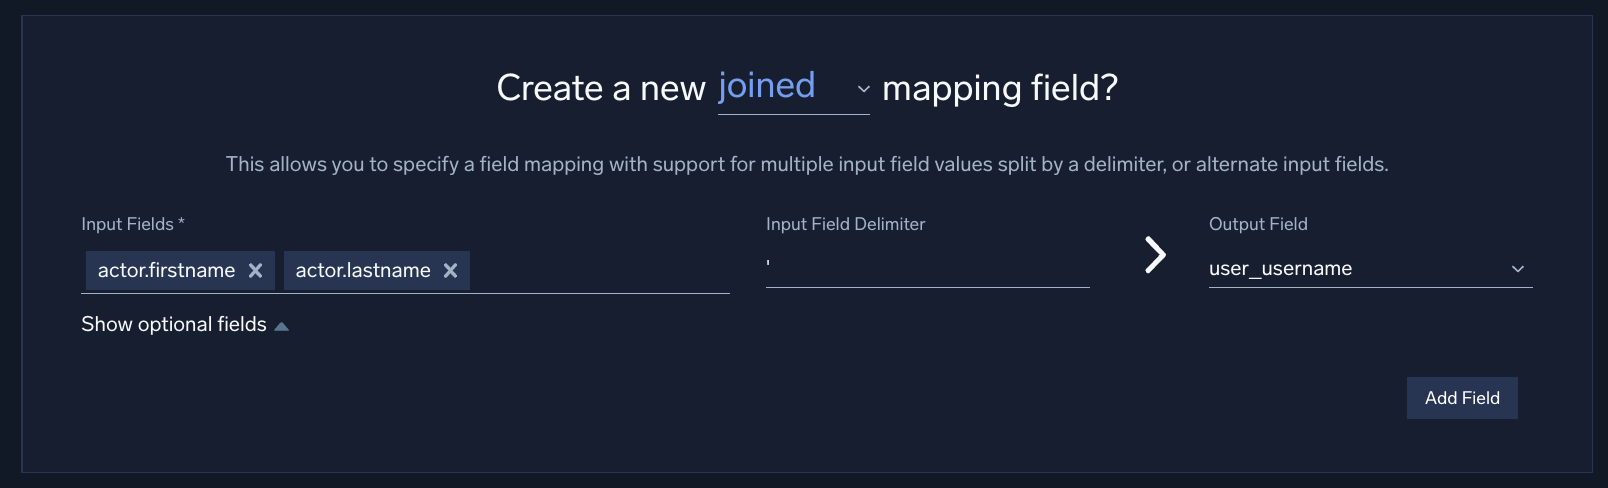 Create a new joined mapping field?
This allows you to specify a field mapping with support for multiple input field values split by a delimiter, or alternate input fields.
Input Fields * Input Field Delimiter Output Field
actor.firstname actor.lastname ' user_username
Show optional fields
Add Field